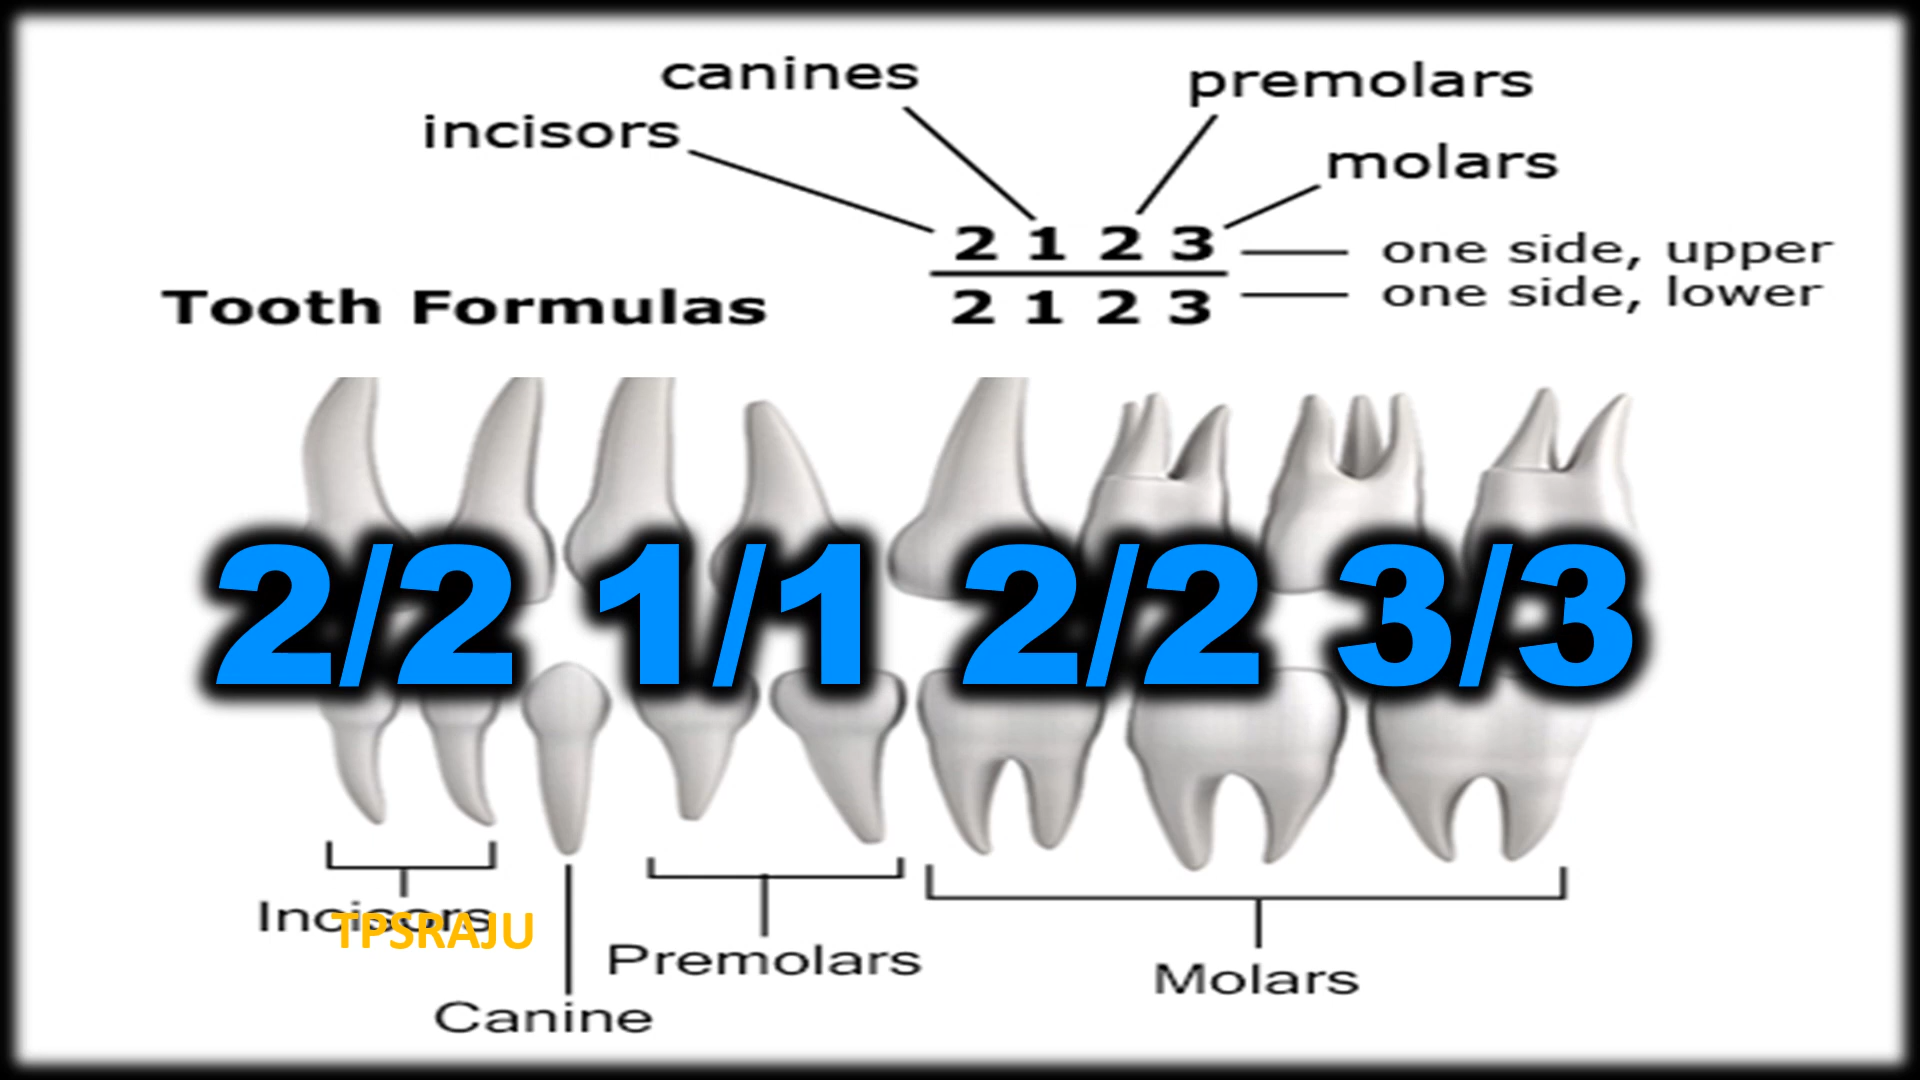 canines
premolars
incisors
molars
2 1 2 3
one side, upper
Tooth Formulas
2 1 2 3
one side, lower
2/2 1/1 2/2 3/3
Incisors
TPSRAJU
Premolars
Molars
Canine